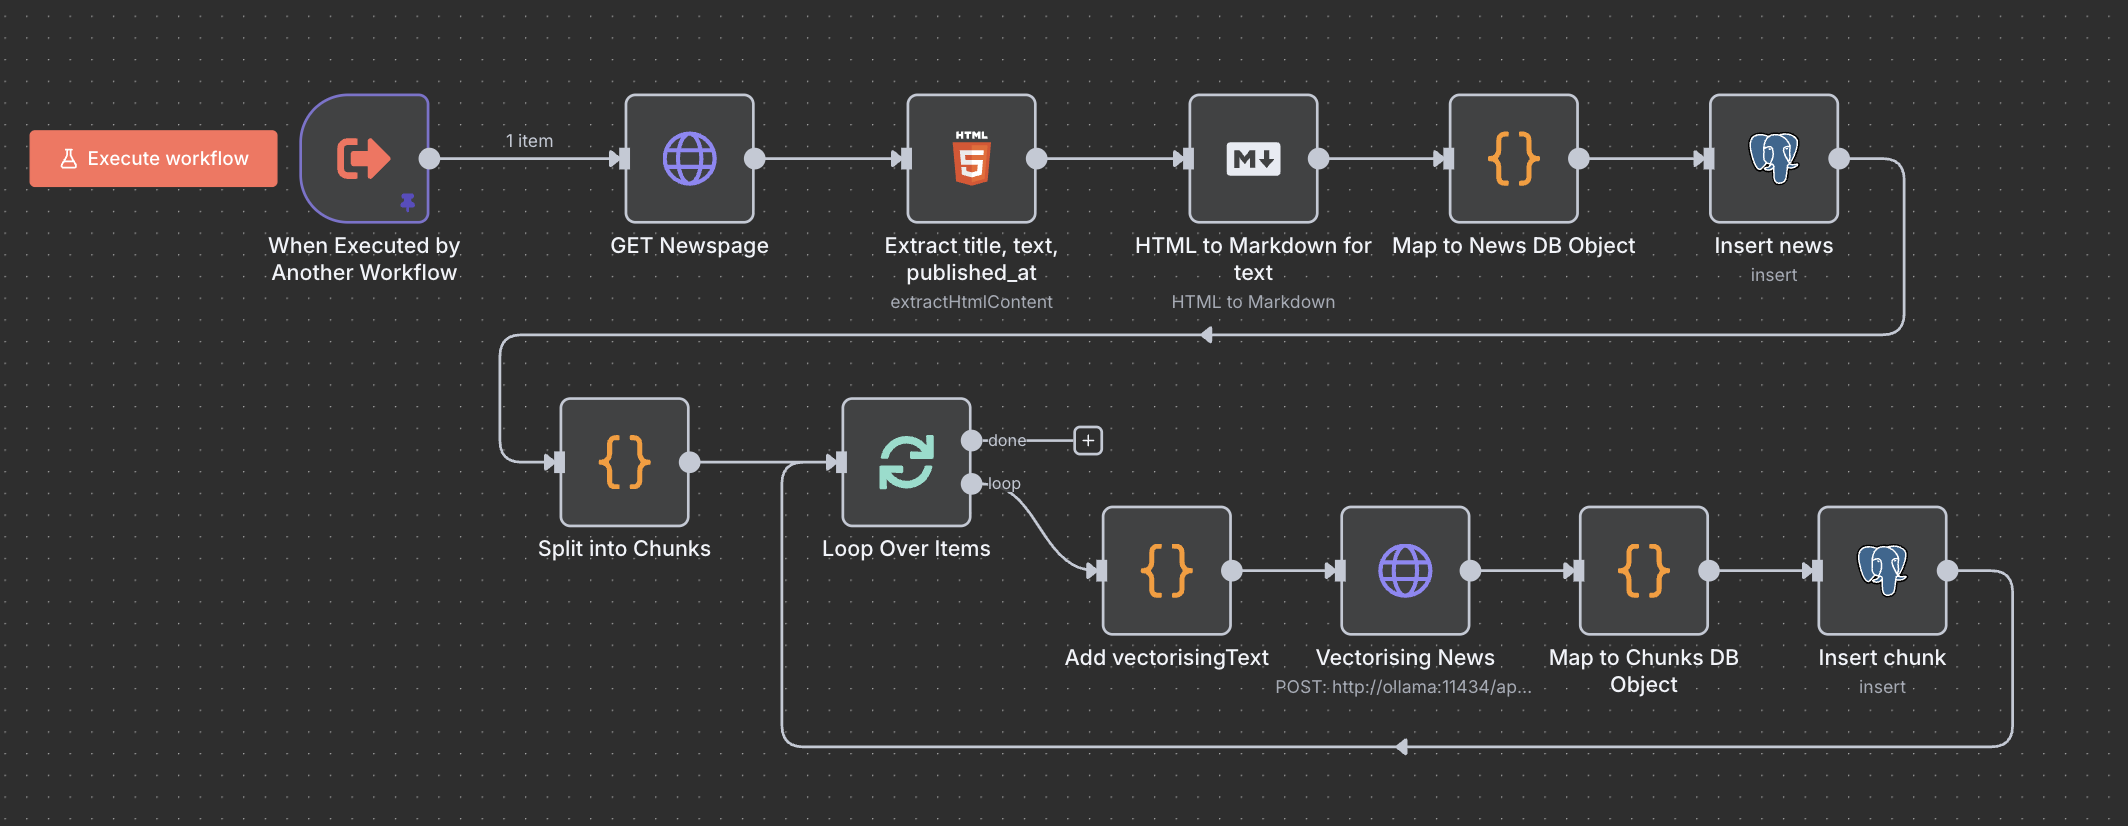 Execute workflow
When Executed by
Another Workflow
1 item
GET Newspage
HTML
5
Extract title, text,
published_at
extractHtmlContent
M
HTML to Markdown for
text
HTML to Markdown
{}
Map to News DB Object
Insert news
insert
{}
Split into Chunks
Loop Over Items
done
+
loop
{}
Add vectorisingText
Vectorising News
POST: http://ollama:11434/ap...
{}
Map to Chunks DB
Object
Insert chunk
insert